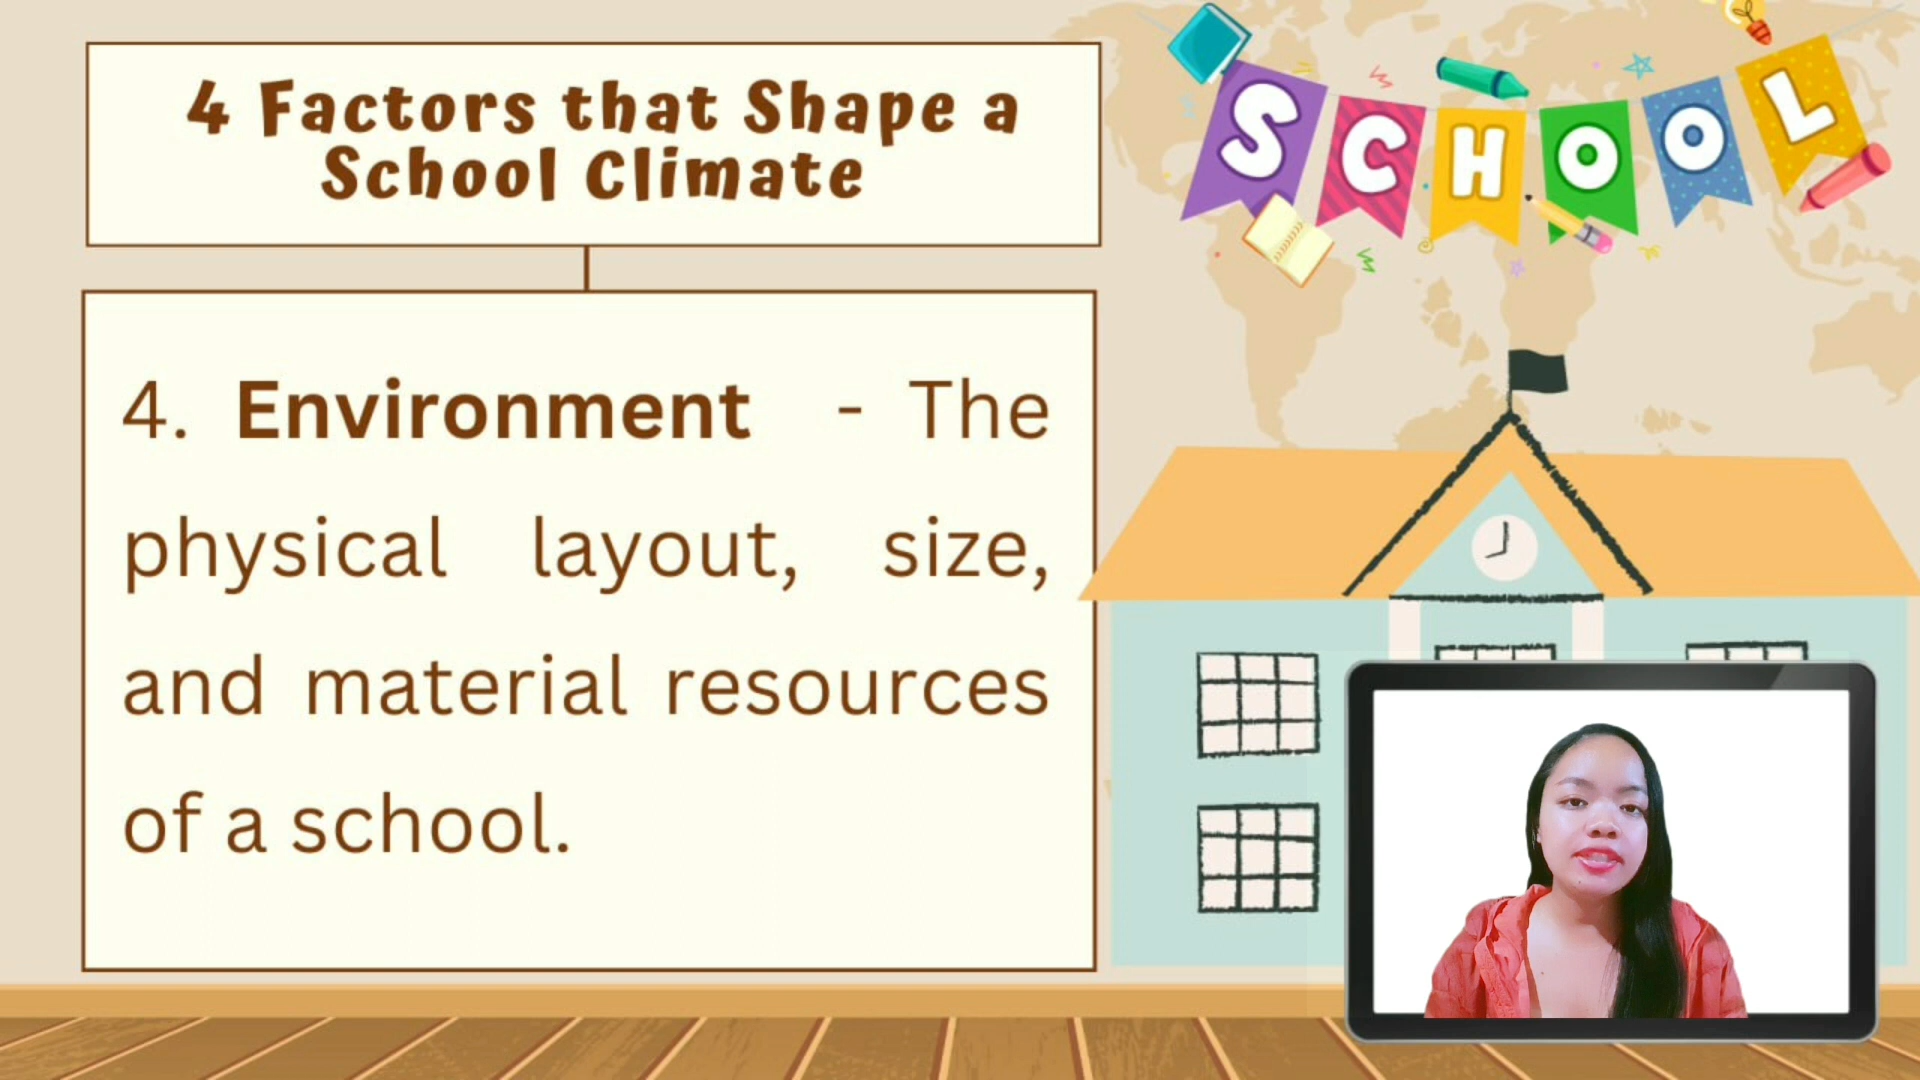 4 Factors that Shape a
School Climate
SCHOOL
4. Environment - The
physical layout, size,
and material resources
of a school.